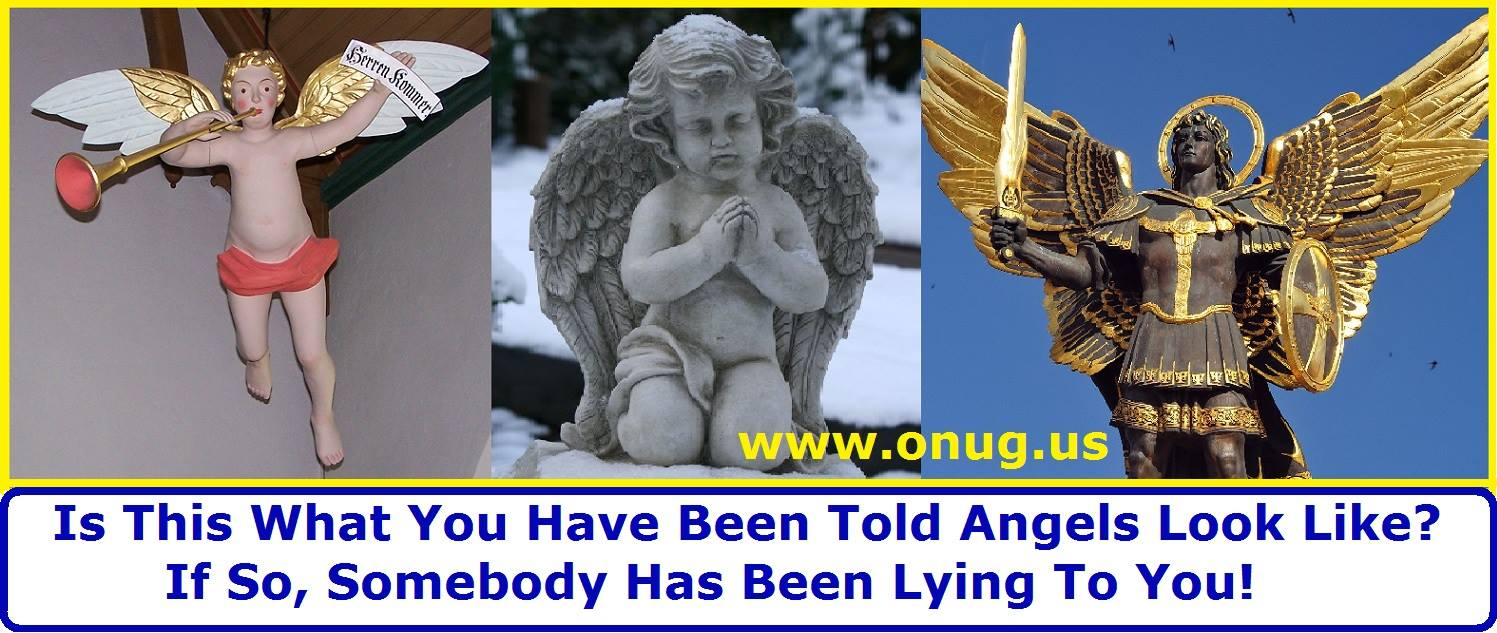 Herren Kommer!
www.onug.us
Is This What You Have Been Told Angels Look Like?
If So, Somebody Has Been Lying To You!